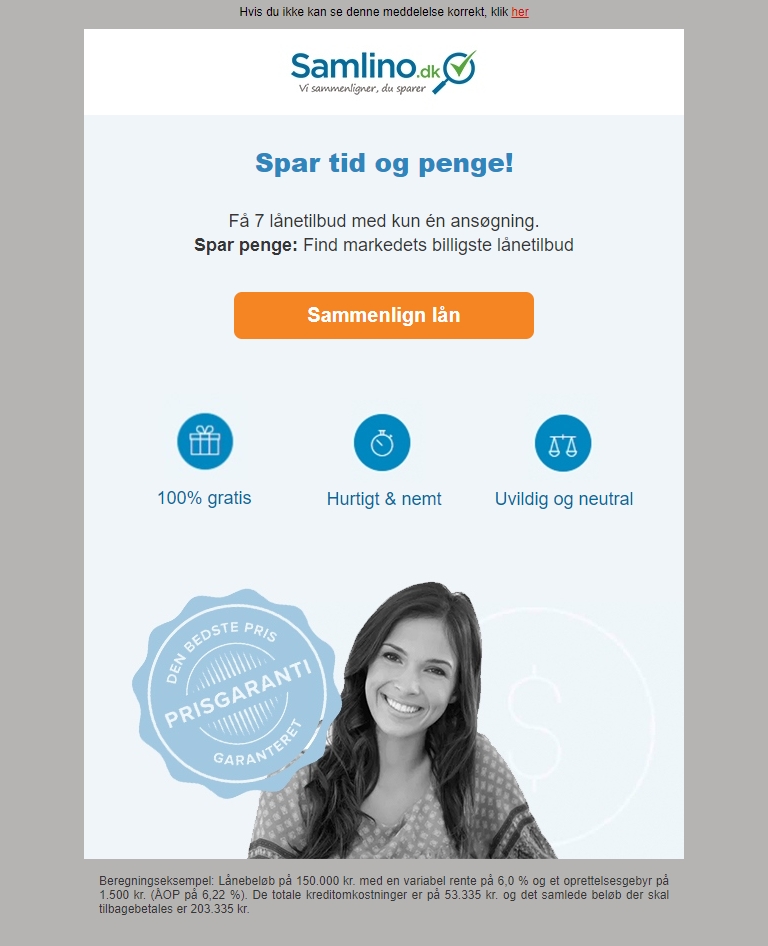 Hvis du ikke kan se denne meddelelse korrekt, klik her
Samlino.dk
Vi sammenligner, du sparer
Spar tid og penge!
Få 7 lånetilbud med kun én ansøgning.
Spar penge: Find markedets billigste lånetilbud
Sammenlign lån
100% gratis
Hurtigt & nemt
Uvildig og neutral
DEN BEDSTE PRIS
PRISGARANTI
GARANTERET
$
Beregningseksempel: Lånebeløb på 150.000 kr. med en variabel rente på 6,0 % og et oprettelsesgebyr på
1.500 kr. (ÅOP på 6,22 %). De totale kreditomkostninger er på 53.335 kr. og det samlede beløb der skal
tilbagebetales er 203.335 kr.